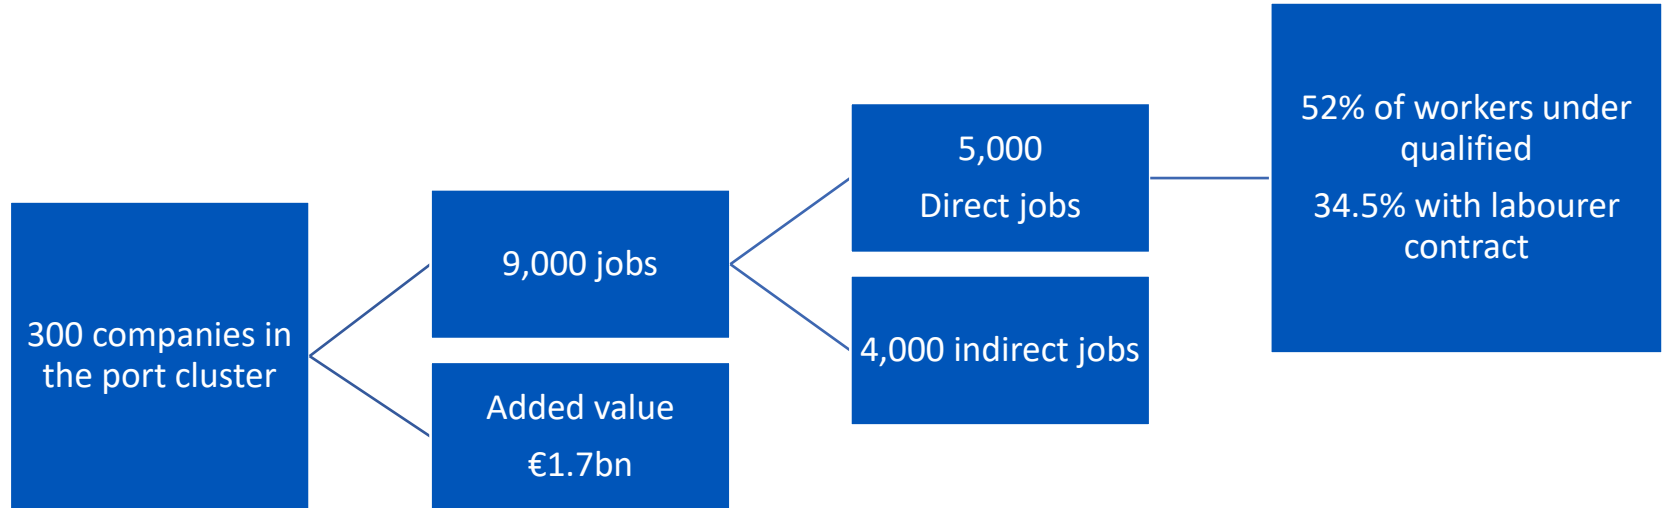 300 companies in
the port cluster
9,000 jobs
Added value
€1.7bn
5,000
Direct jobs
4,000 indirect jobs
52% of workers under
qualified
34.5% with labourer
contract